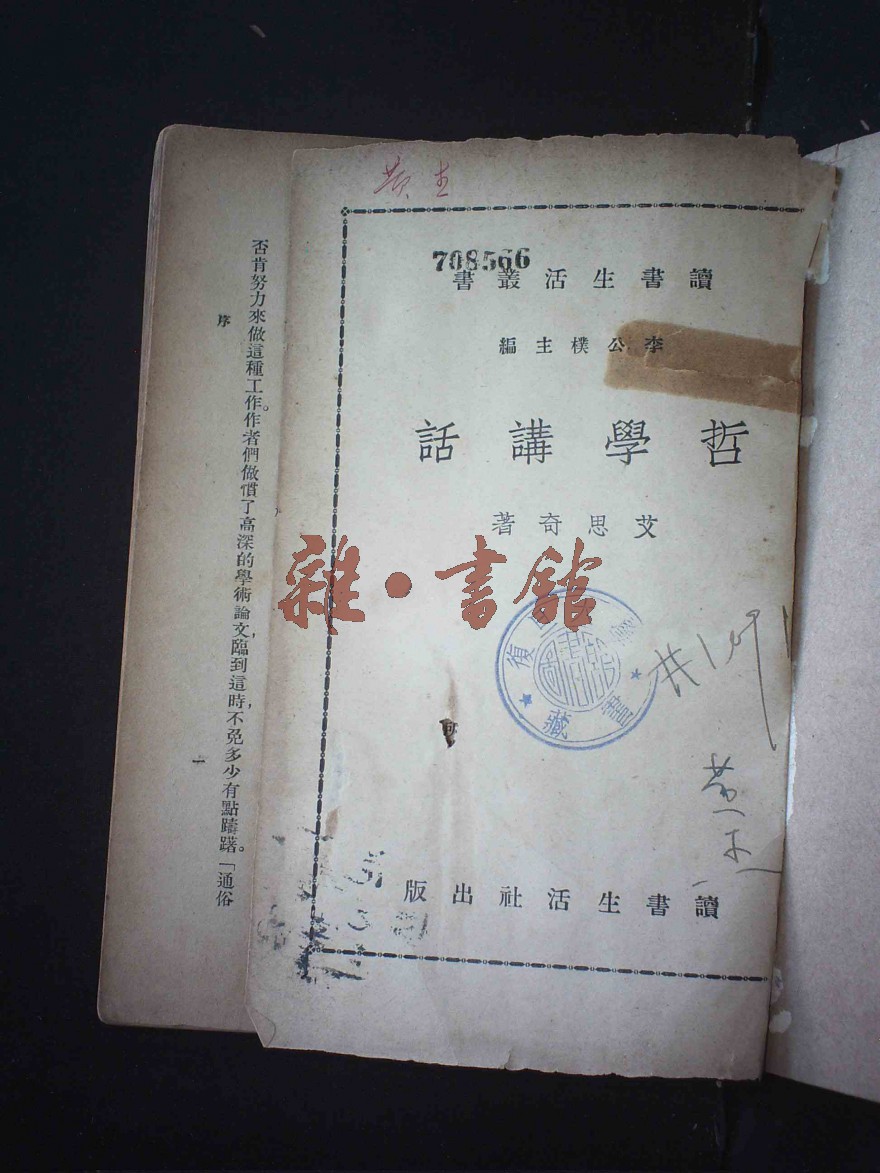 708566
讀書生活叢書
李公樸主編
哲學講話
艾思奇著
雜·書館
讀書生活社出版
否肯努力來做這種工作。作者們做慣了高深的學術論文，臨到這時，不免多少有點躊躇。「通俗
序
一